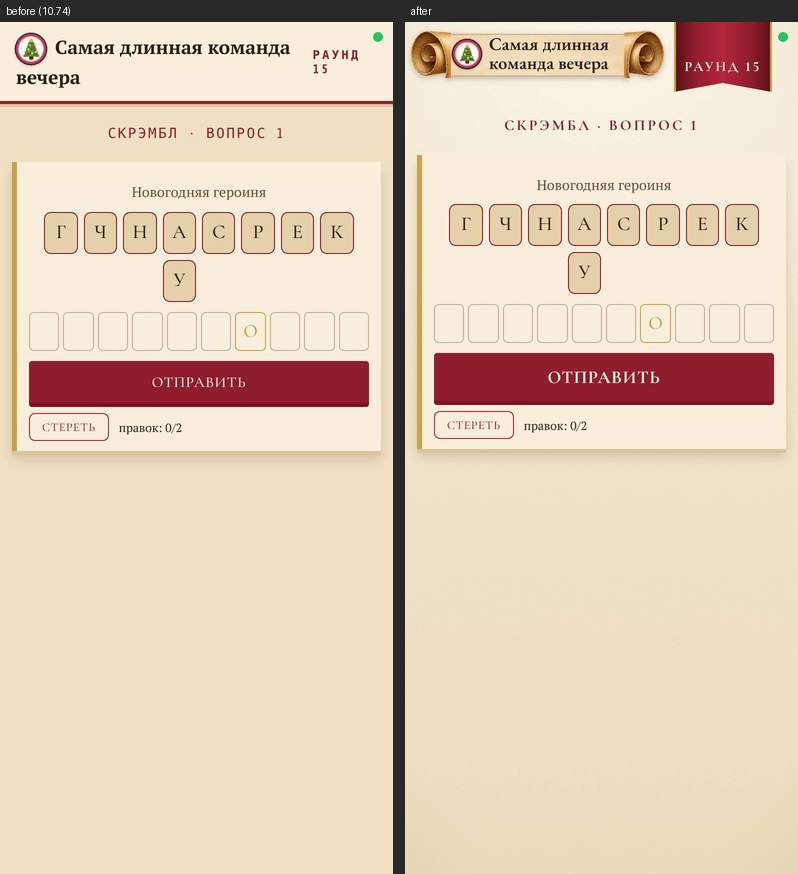 before (10.74)
Самая длинная команда
вечера
РАУНД
15
СКРЭМБЛ · ВОПРОС 1
Новогодняя героиня
Г Ч Н А С Р Е К
У
О
ОТПРАВИТЬ
СТЕРЕТЬ правок: 0/2
after
Самая длинная
команда вечера
РАУНД 15
СКРЭМБЛ · ВОПРОС 1
Новогодняя героиня
Г Ч Н А С Р Е К
У
О
ОТПРАВИТЬ
СТЕРЕТЬ правок: 0/2